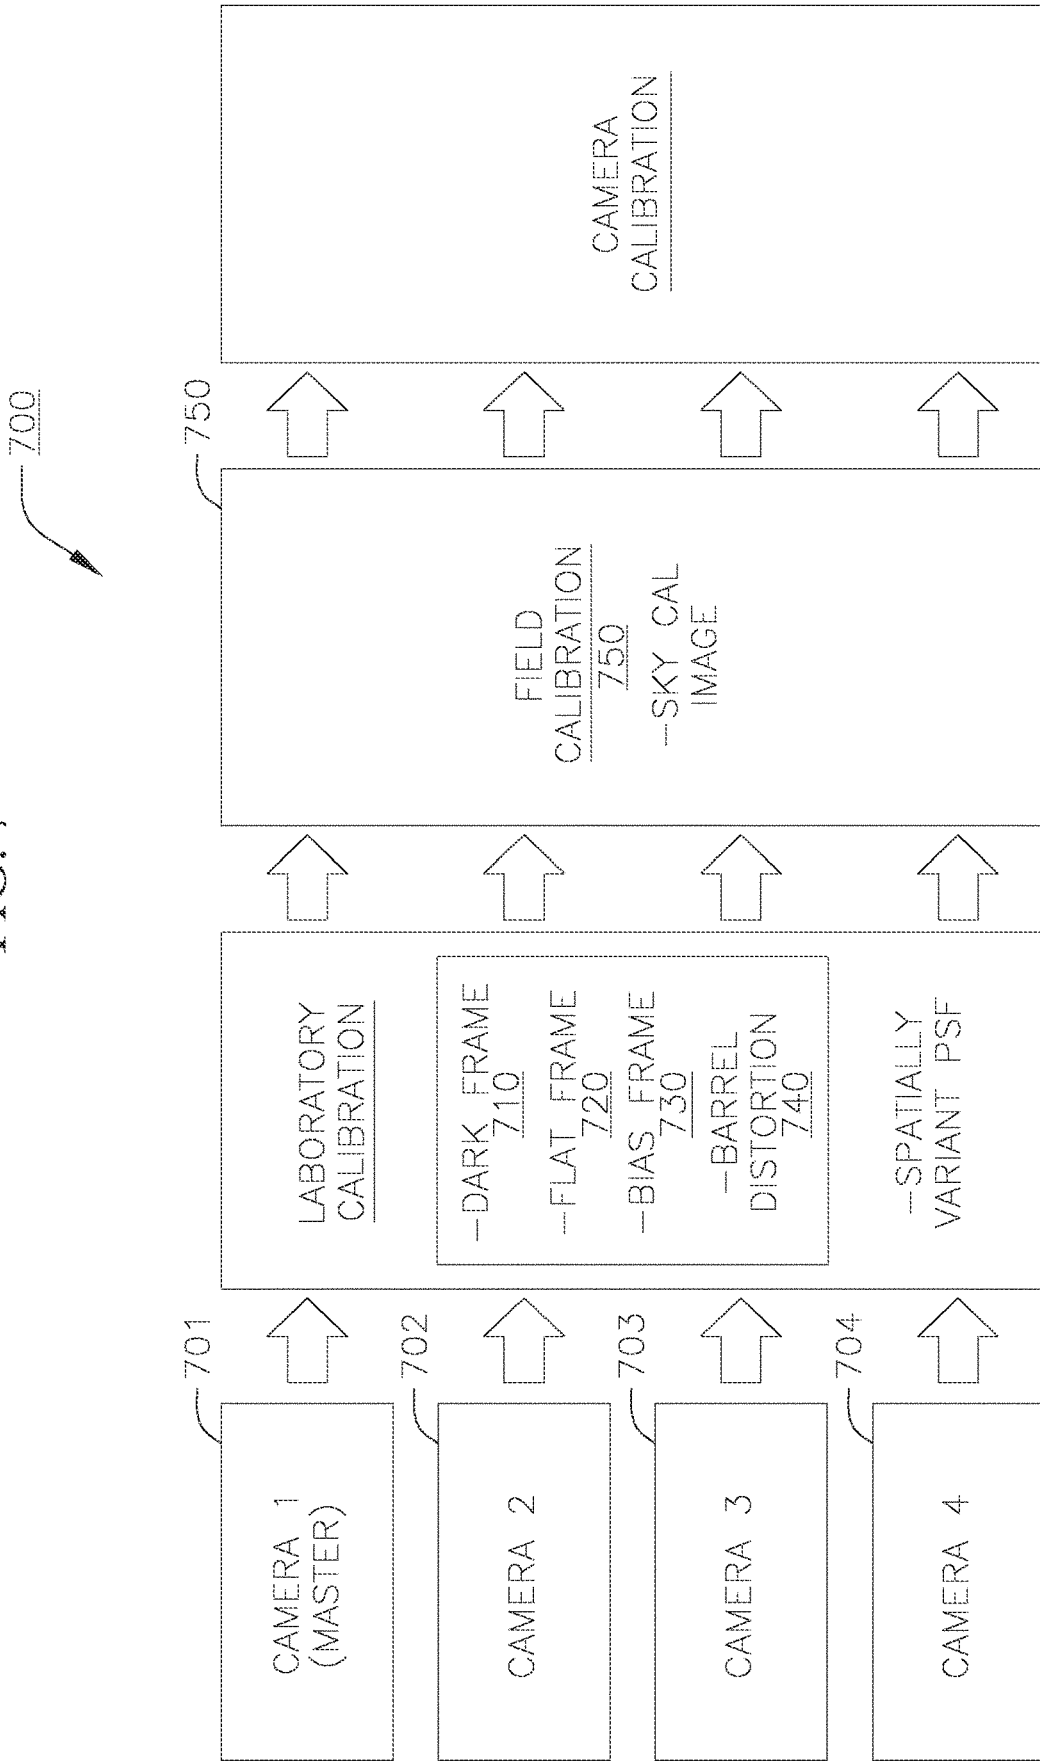 700
701
CAMERA 1
(MASTER)
702
CAMERA 2
703
CAMERA 3
704
CAMERA 4
LABORATORY
CALIBRATION
–DARK FRAME
710
–FLAT FRAME
720
–BIAS FRAME
730
–BARREL
DISTORTION
740
–SPATIALLY
VARIANT PSF
750
FIELD
CALIBRATION
750
–SKY CAL
IMAGE
CAMERA
CALIBRATION